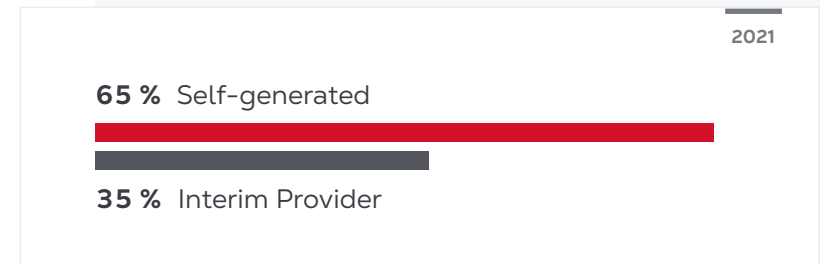 2021
65 % Self-generated
35 % Interim Provider